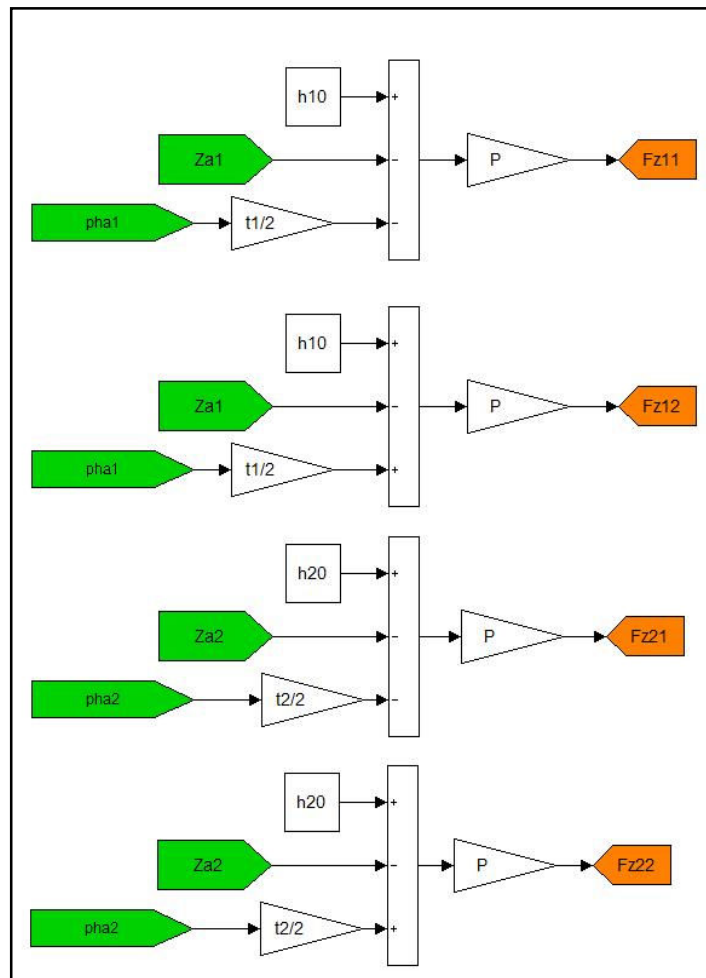 h10
+
Za1
-
P
Fz11
pha1
t1/2
-
h10
+
Za1
-
P
Fz12
pha1
t1/2
+
h20
+
Za2
-
P
Fz21
pha2
t2/2
-
h20
+
Za2
-
P
Fz22
pha2
t2/2
+